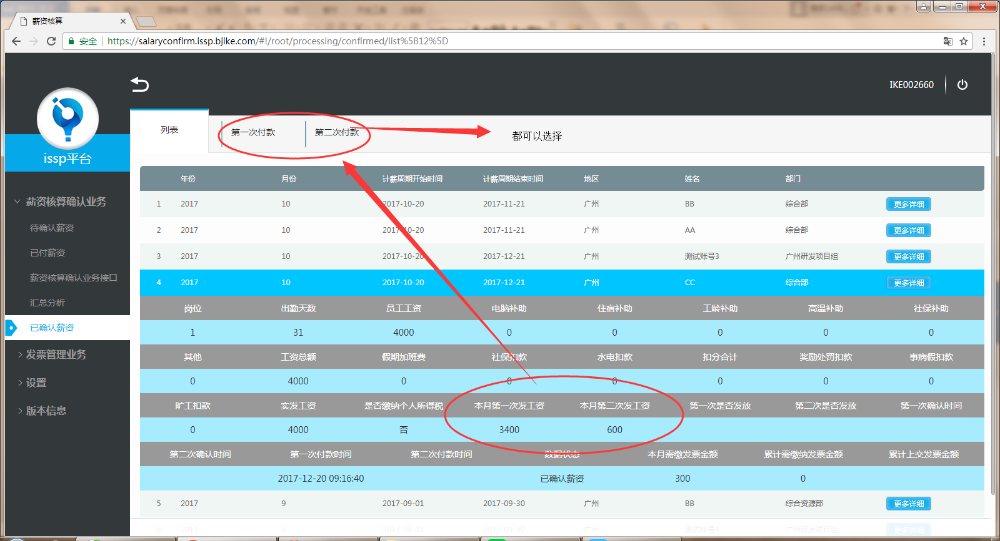 薪资核算
安全 https://salaryconfirm.issp.bjike.com/#!/root/processing/confirmed/list%5B12%5D
IKE002660
issp平台
列表 第一次付款 第二次付款 都可以选择
薪资核算确认业务
待确认薪资
已付薪资
薪资核算确认业务接口
汇总分析
已确认薪资
发票管理业务
设置
版本信息
年份 月份 计薪周期开始时间 计薪周期结束时间 地区 姓名 部门
1 2017 10 2017-10-20 2017-11-21 广州 BB 综合部 更多详细
2 2017 10 2017-10-20 2017-11-21 广州 AA 综合部 更多详细
3 2017 10 2017-10-20 2017-12-21 广州 测试账号3 广州研发项目组 更多详细
4 2017 10 2017-10-20 2017-12-21 广州 CC 综合部 更多详细
岗位 出勤天数 员工工资 电脑补助 住宿补助 工龄补助 高温补助 社保补助
1 31 4000 0 0 0 0 0
其他 工资总额 假期加班费 社保扣款 水电扣款 扣分合计 奖励处罚扣款 事病假扣款
0 4000 0 0 0 0 0 0
旷工扣款 实发工资 是否缴纳个人所得税 本月第一次发工资 本月第二次发工资 第一次是否发放 第二次是否发放 第一次确认时间
0 4000 否 3400 600
第二次确认时间 第一次付款时间 第二次付款时间 数据状态 本月需缴发票金额 累计需缴纳发票金额 累计上交发票金额
2017-12-20 09:16:40 已确认薪资 300 0
5 2017 9 2017-09-01 2017-09-30 广州 BB 综合资源部 更多详细
6 2017 9 2017-09-01 2017-09-30 广州 测试账号3 广州研发项目组 更多详细